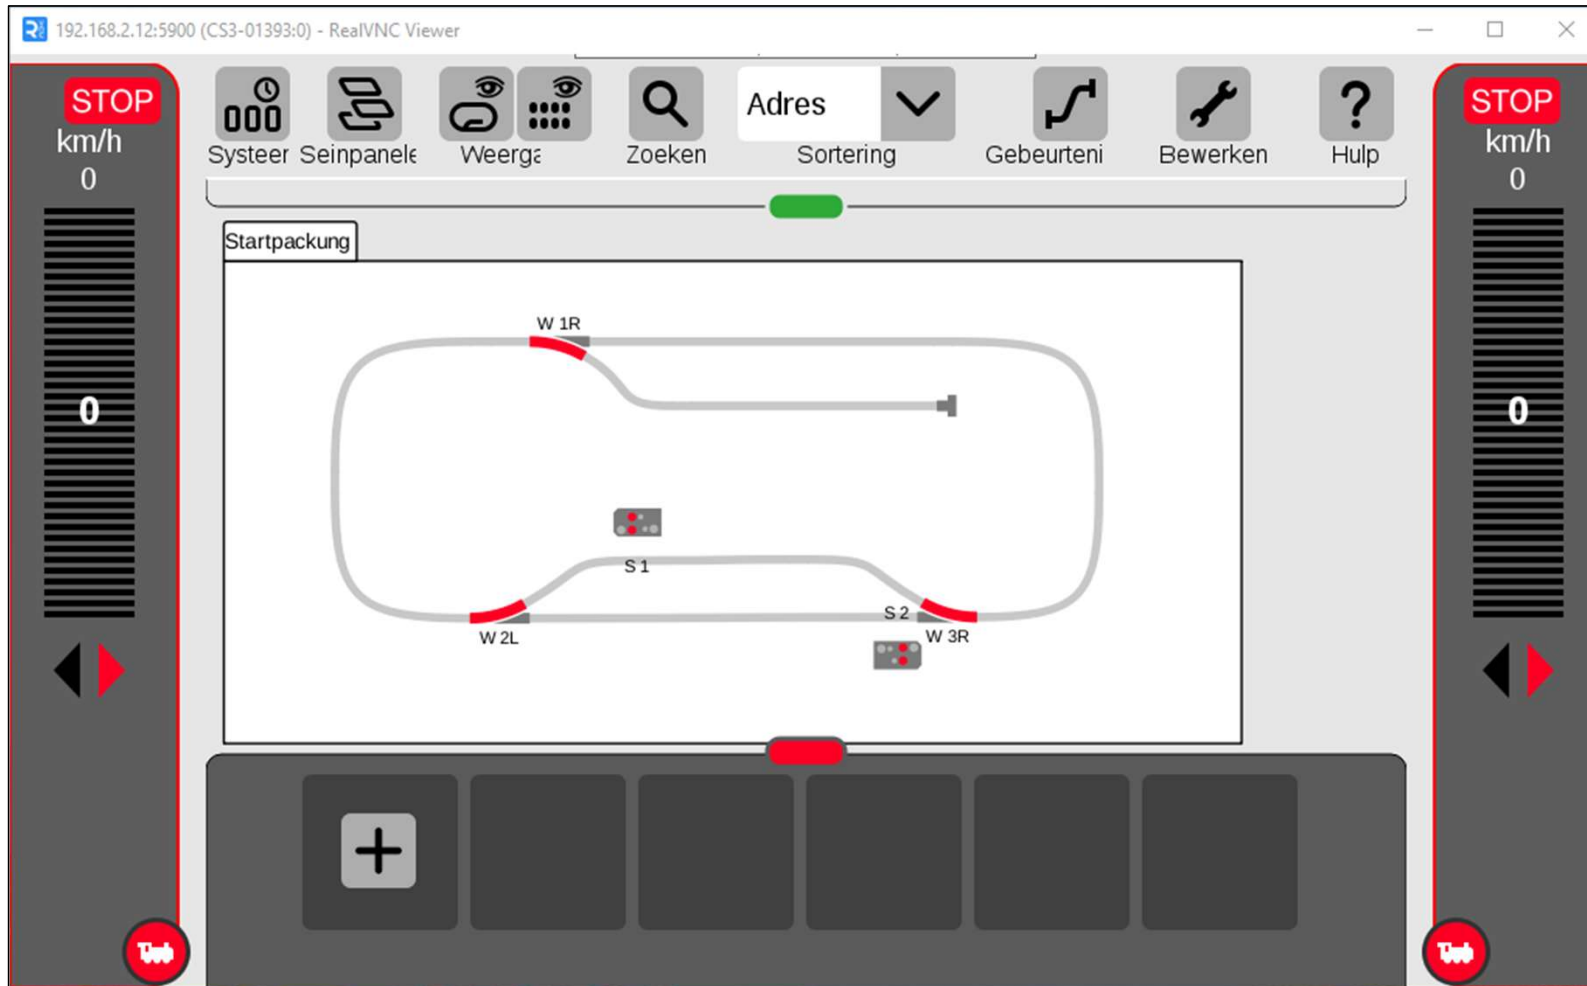 192.168.2.12:5900 (CS3-01393:0) - RealVNC Viewer
STOP
km/h
0
0
Systeer
Seinpanele
Weerga
Zoeken
Adres
Sortering
Gebeurteni
Bewerken
?
Hulp
STOP
km/h
0
0
Startpackung
W 1R
S 1
S 2
W 2L
W 3R